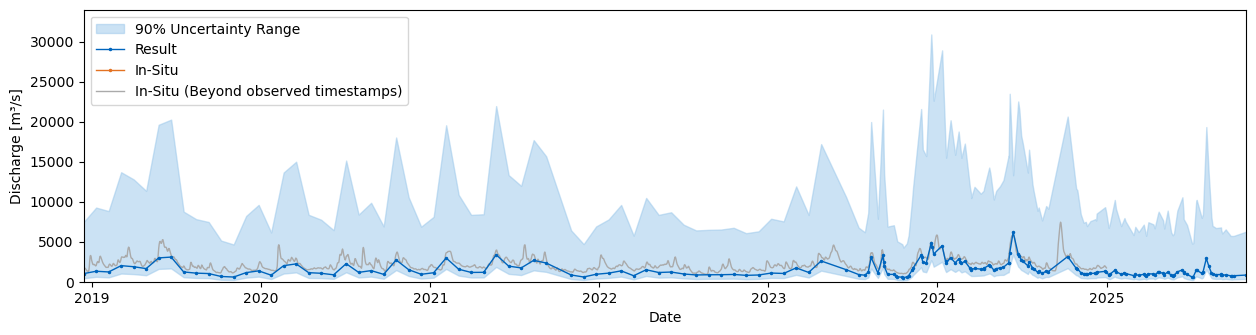 90% Uncertainty Range
Result
In-Situ
In-Situ (Beyond observed timestamps)
Discharge [m³/s]
30000
25000
20000
15000
10000
5000
0
2019
2020
2021
2022
2023
2024
2025
Date